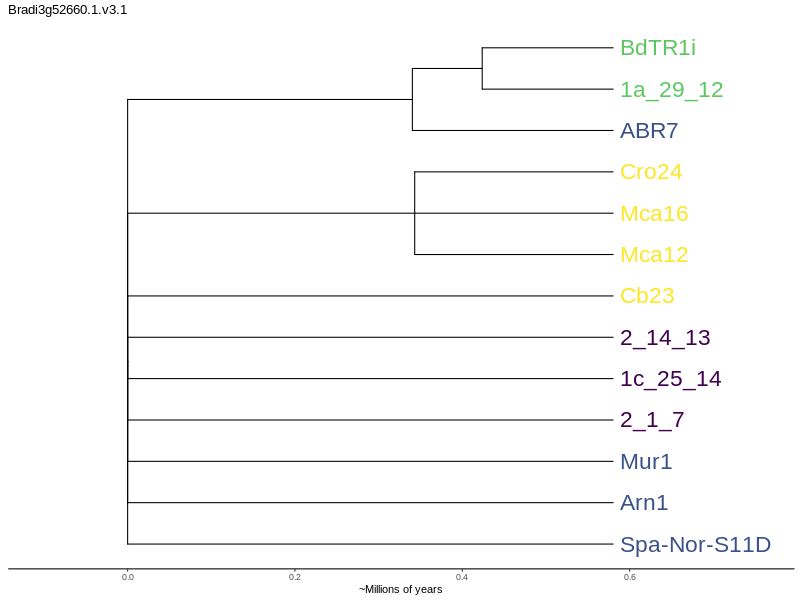 Bradi3g52660.1.v3.1
BdTR1i
1a_29_12
ABR7
Cro24
Mca16
Mca12
Cb23
2_14_13
1c_25_14
2_1_7
Mur1
Arn1
Spa-Nor-S11D
0.0 0.2 0.4 0.6
~Millions of years